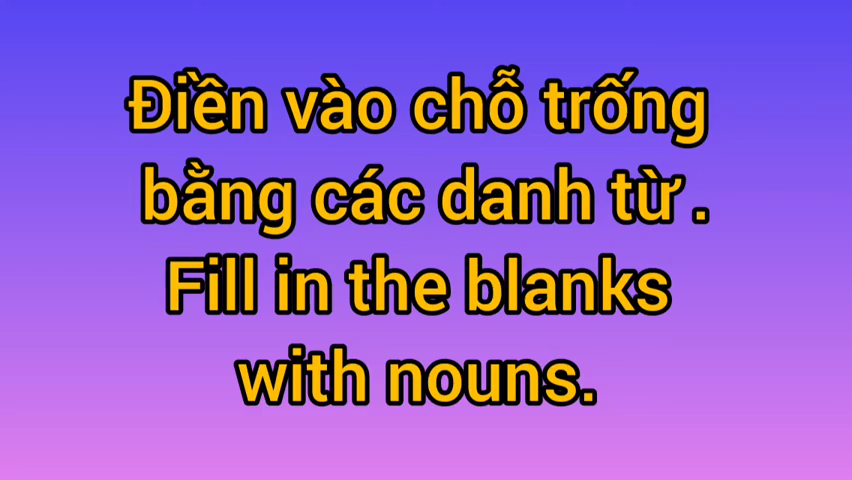 Điền vào chỗ trống
bằng các danh từ .
Fill in the blanks
with nouns.